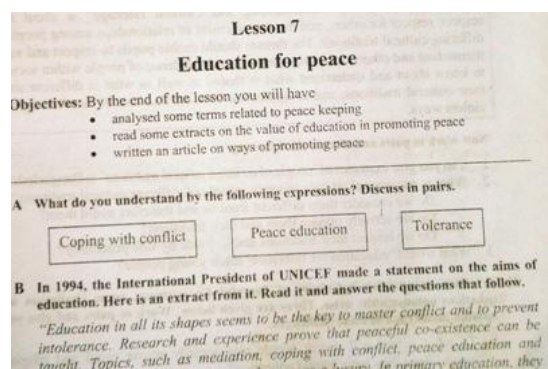 Lesson 7
Education for peace
Objectives: By the end of the lesson you will have
• analysed some terms related to peace keeping
• read some extracts on the value of education in promoting peace
• written an article on ways of promoting peace
A What do you understand by the following expressions? Discuss in pairs.
Coping with conflict Peace education Tolerance
B In 1994, the International President of UNICEF made a statement on the aims of
education. Here is an extract from it. Read it and answer the questions that follow.
"Education in all its shapes seems to be the key to master conflict and to prevent
intolerance. Research and experience prove that peaceful co-existence can be
taught. Topics, such as mediation, coping with conflict, peace education and
In primary education, they